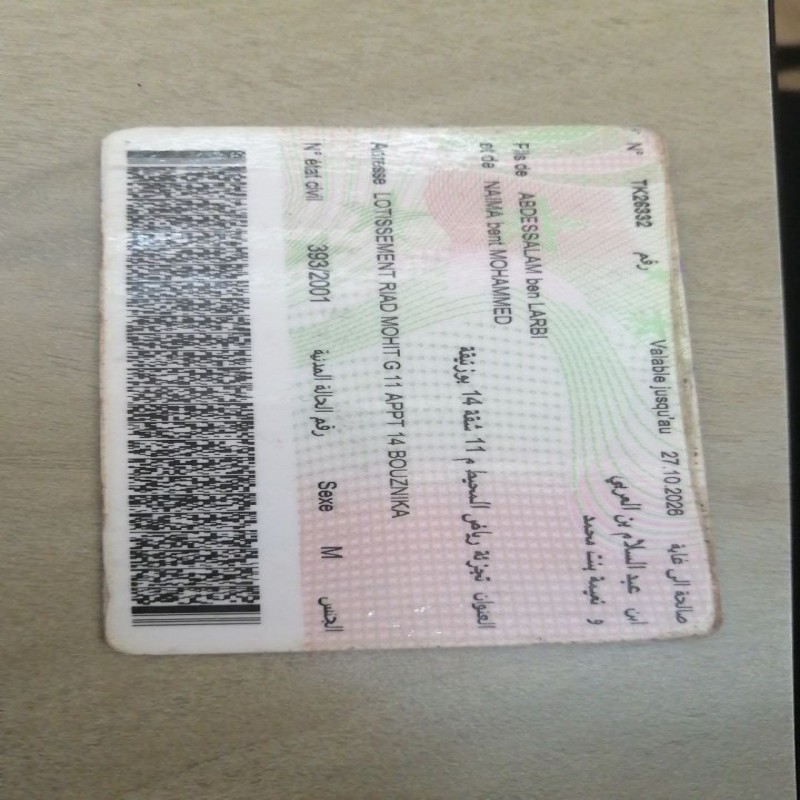 N° TK26332 رقم Valable jusqu'au 27.10.2026 صالحة الى غاية
Fils de ABDESSALAM ben LARBI ابن عبد السلام بن العربي
et de NAIMA bent MOHAMMED و نعيمة بنت محمد
العنوان تجزئة رياض المحيط م 11 شقة 14 بوزنيقة
Adresse LOTISSEMENT RIAD MOHIT G 11 APPT 14 BOUZNIKA
N° état civil 393/2001 رقم الحالة المدنية Sexe M الجنس